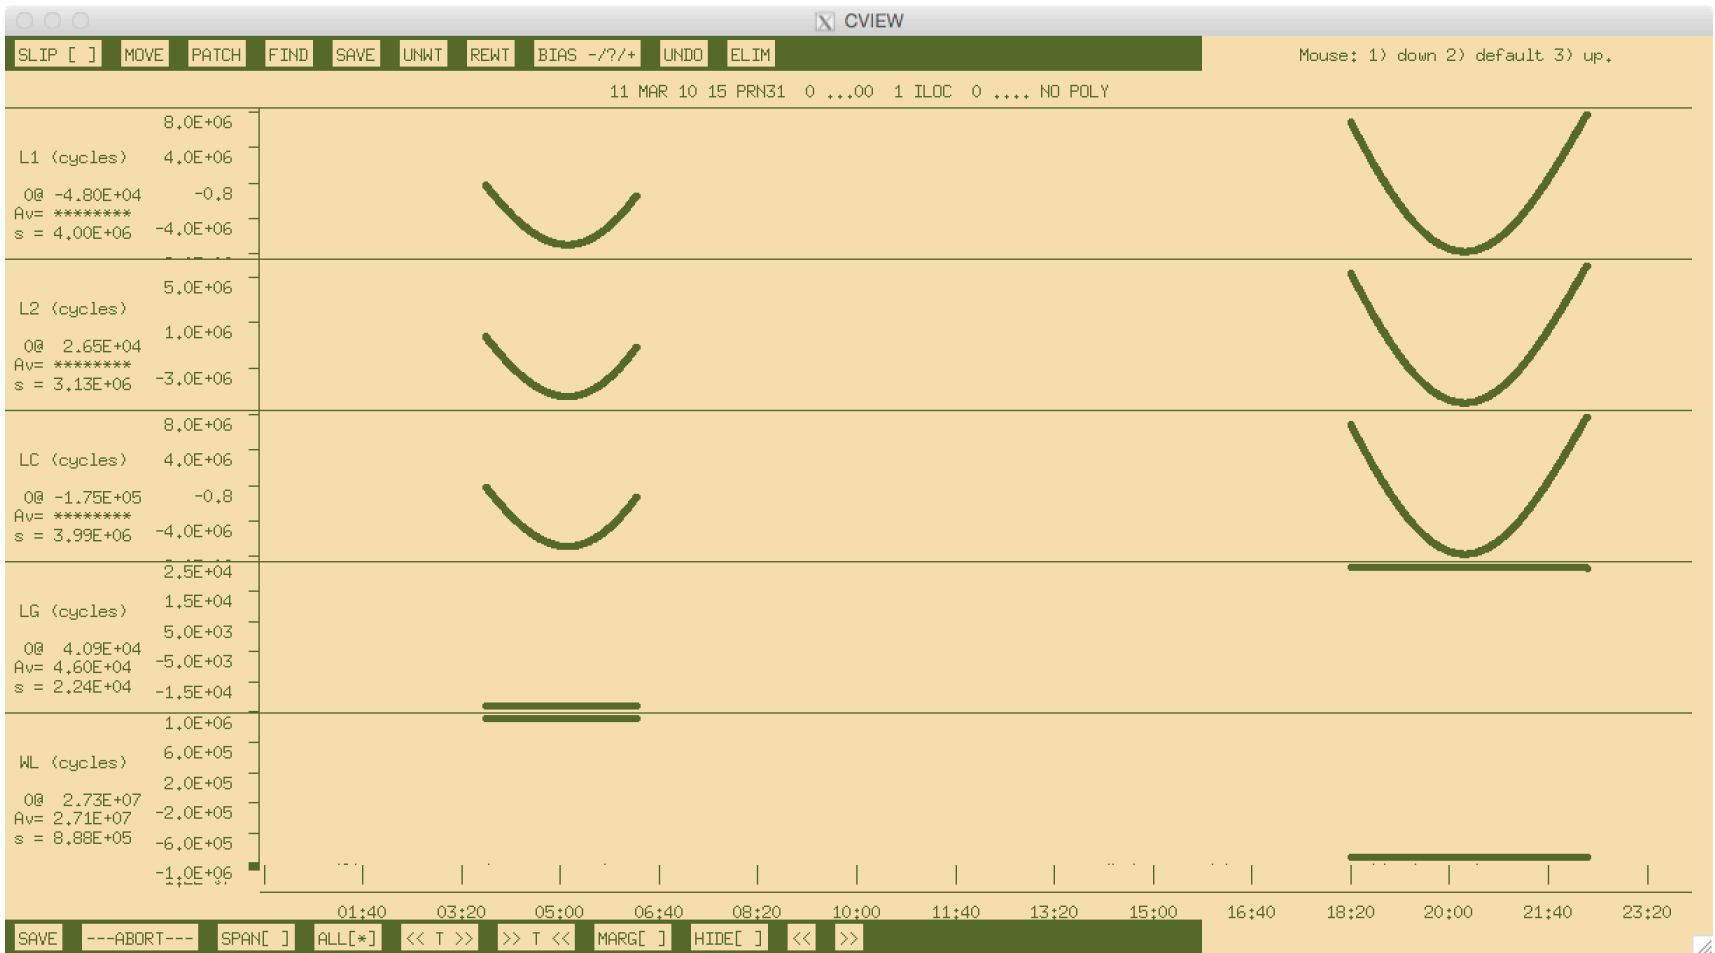 CVIEW
SLIP [ ] MOVE PATCH FIND SAVE UNWT REWT BIAS -/?/+ UNDO ELIM Mouse: 1) down 2) default 3) up.
11 MAR 10 15 PRN31 0 ...00 1 ILOC 0 .... NO POLY
8.0E+06
L1 (cycles) 4.0E+06
0@ -4.80E+04 -0.8
Av= ********
s = 4.00E+06 -4.0E+06
5.0E+06
L2 (cycles)
1.0E+06
0@ 2.65E+04
Av= ********
s = 3.13E+06 -3.0E+06
8.0E+06
LC (cycles) 4.0E+06
0@ -1.75E+05 -0.8
Av= ********
s = 3.99E+06 -4.0E+06
2.5E+04
1.5E+04
LG (cycles)
5.0E+03
0@ 4.09E+04
Av= 4.60E+04 -5.0E+03
s = 2.24E+04 -1.5E+04
1.0E+06
6.0E+05
WL (cycles)
2.0E+05
0@ 2.73E+07
Av= 2.71E+07 -2.0E+05
s = 8.88E+05 -6.0E+05
-1.0E+06
01:40 03:20 05:00 06:40 08:20 10:00 11:40 13:20 15:00 16:40 18:20 20:00 21:40 23:20
SAVE ---ABORT--- SPAN[ ] ALL[*] << T >> >> T << MARG[ ] HIDE[ ] << >>